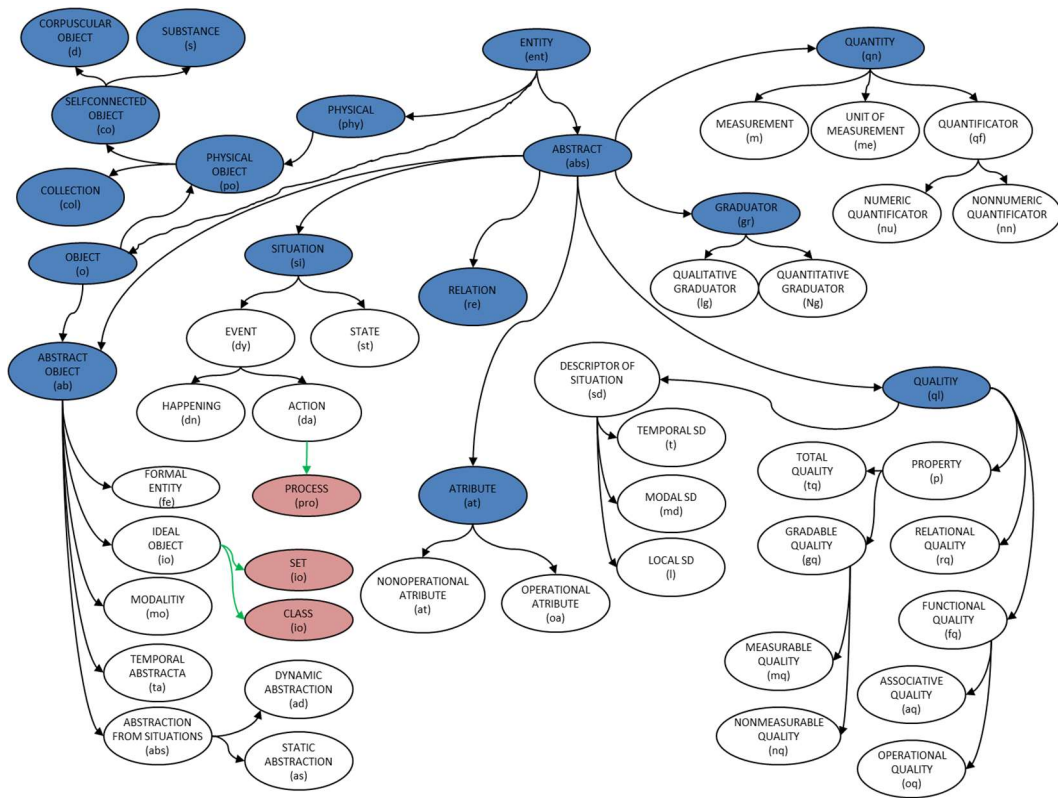 CORPUSCULAR
OBJECT
(d)
SUBSTANCE
(s)
ENTITY
(ent)
QUANTITY
(qn)
SELFCONNECTED
OBJECT
(co)
PHYSICAL
(phy)
MEASUREMENT
(m)
UNIT OF
MEASUREMENT
(me)
QUANTIFICATOR
(qf)
PHYSICAL
OBJECT
(po)
ABSTRACT
(abs)
COLLECTION
(col)
NUMERIC
QUANTIFICATOR
(nu)
NONNUMERIC
QUANTIFICATOR
(nn)
GRADUATOR
(gr)
OBJECT
(o)
SITUATION
(si)
RELATION
(re)
QUALITATIVE
GRADUATOR
(lg)
QUANTITATIVE
GRADUATOR
(Ng)
EVENT
(dy)
STATE
(st)
ABSTRACT
OBJECT
(ab)
DESCRIPTOR OF
SITUATION
(sd)
QUALITIY
(ql)
HAPPENING
(dn)
ACTION
(da)
TEMPORAL SD
(t)
TOTAL
QUALITY
(tq)
PROPERTY
(p)
FORMAL
ENTITY
(fe)
PROCESS
(pro)
ATRIBUTE
(at)
MODAL SD
(md)
IDEAL
OBJECT
(io)
GRADABLE
QUALITY
(gq)
RELATIONAL
QUALITY
(rq)
SET
(io)
LOCAL SD
(l)
NONOPERATIONAL
ATRIBUTE
(at)
OPERATIONAL
ATRIBUTE
(oa)
MODALITIY
(mo)
CLASS
(io)
FUNCTIONAL
QUALITY
(fq)
MEASURABLE
QUALITY
(mq)
TEMPORAL
ABSTRACTA
(ta)
DYNAMIC
ABSTRACTION
(ad)
ASSOCIATIVE
QUALITY
(aq)
ABSTRACTION
FROM SITUATIONS
(abs)
NONMEASURABLE
QUALITY
(nq)
STATIC
ABSTRACTION
(as)
OPERATIONAL
QUALITY
(oq)